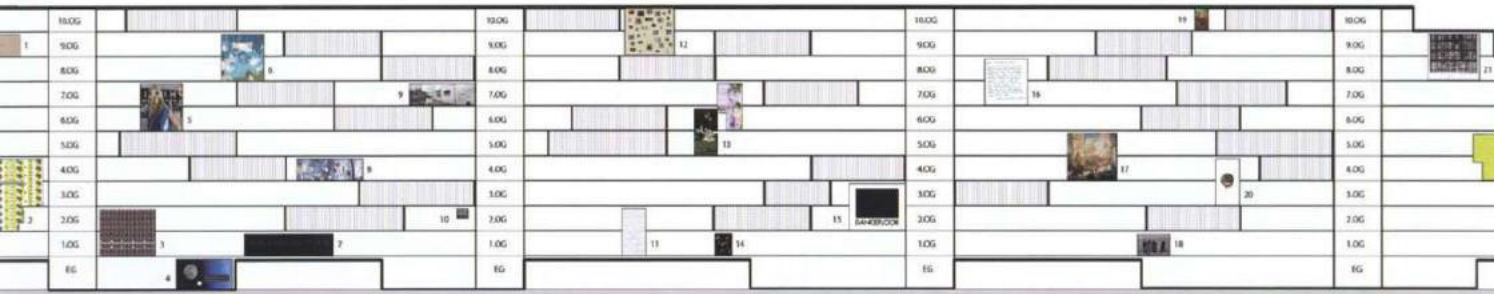 10.OG 10.OG 10.OG 19 10.OG
1 9.OG 9.OG 12 9.OG 9.OG
8.OG 6 8.OG 8.OG 8.OG 21
7.OG 9 7.OG 7.OG 16 7.OG
6.OG 5 6.OG 6.OG 6.OG
5.OG 5.OG 13 5.OG 5.OG
4.OG 8 4.OG 4.OG 17 4.OG
3.OG 3.OG 3.OG 20 3.OG
2 2.OG 10 2.OG 15 DANCEFLOOR 2.OG 2.OG
1.OG 3 7 1.OG 11 14 1.OG 18 1.OG
EG 4 EG EG EG